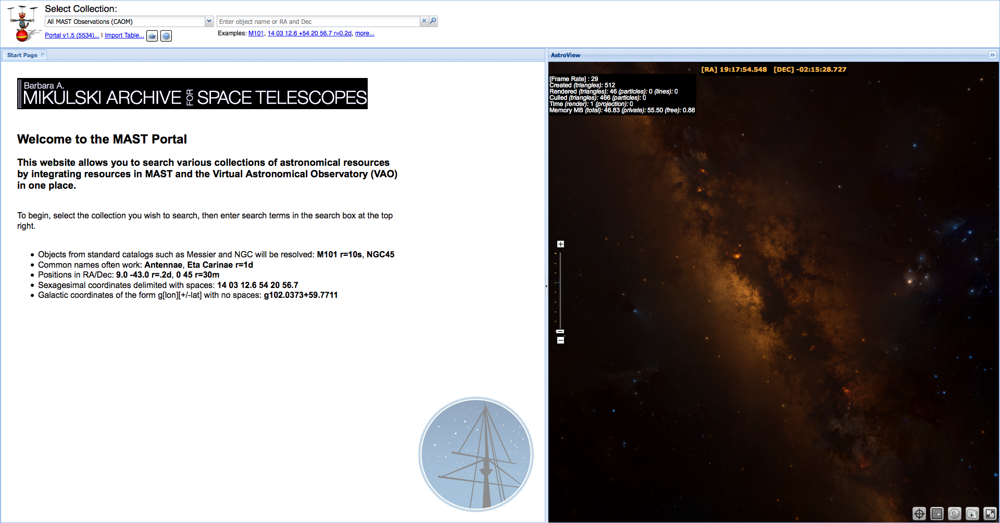 Select Collection:
All MAST Observations (CAOM)
Enter object name or RA and Dec
Portal v1.5 (5534)... | Import Table...
Examples: M101, 14 03 12.6 +54 20 56.7 r=0.2d, more...
Start Page
Barbara A.
MIKULSKI ARCHIVE FOR SPACE TELESCOPES
Welcome to the MAST Portal
This website allows you to search various collections of astronomical resources
by integrating resources in MAST and the Virtual Astronomical Observatory (VAO)
in one place.
To begin, select the collection you wish to search, then enter search terms in the search box at the top
right.
• Objects from standard catalogs such as Messier and NGC will be resolved: M101 r=10s, NGC45
• Common names often work: Antennae, Eta Carinae r=1d
• Positions in RA/Dec: 9.0 -43.0 r=.2d, 0 45 r=30m
• Sexagesimal coordinates delimited with spaces: 14 03 12.6 54 20 56.7
• Galactic coordinates of the form g[lon][+/-lat] with no spaces: g102.0373+59.7711
AstroView
[RA] 19:17:54.548 [DEC] -02:15:28.727
[Frame Rate] : 29
Created (triangles): 512
Rendered (triangles): 46 (particles): 0 (lines): 0
Culled (triangles): 466 (particles): 0
Time (render): 1 (projection): 0
Memory MB (total): 46.83 (private): 55.50 (free): 0.88